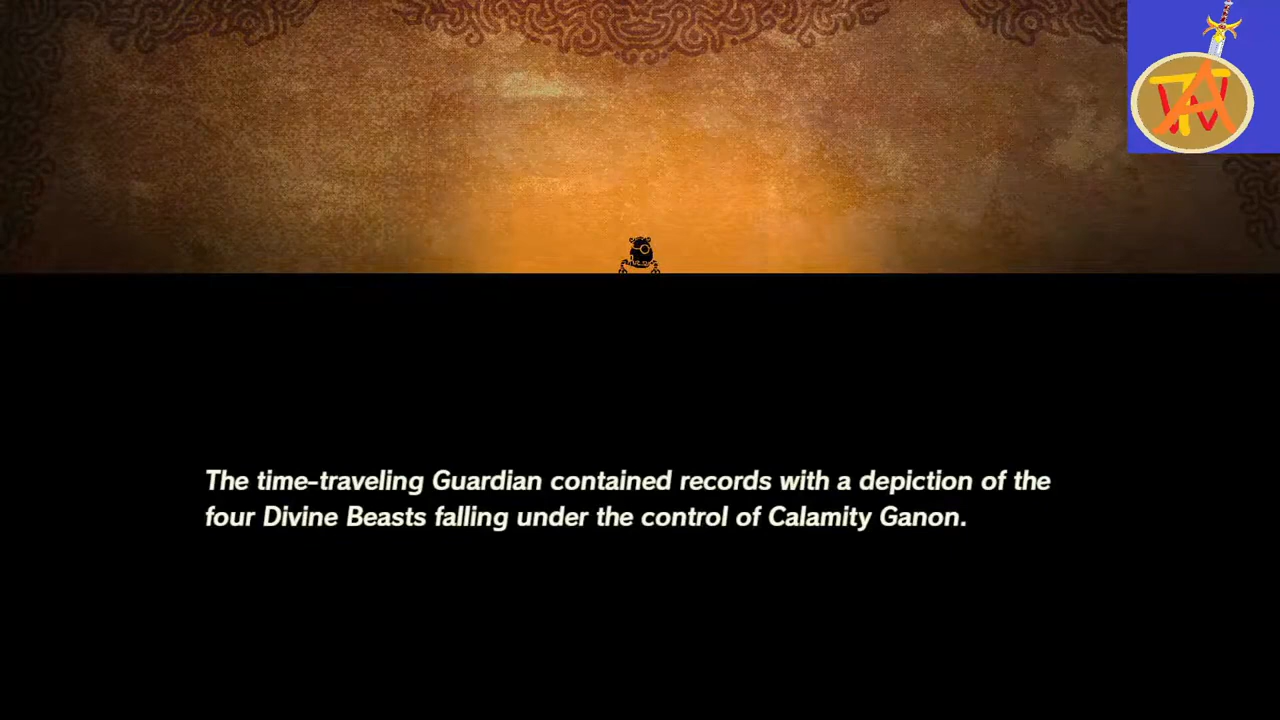 The time-traveling Guardian contained records with a depiction of the
four Divine Beasts falling under the control of Calamity Ganon.